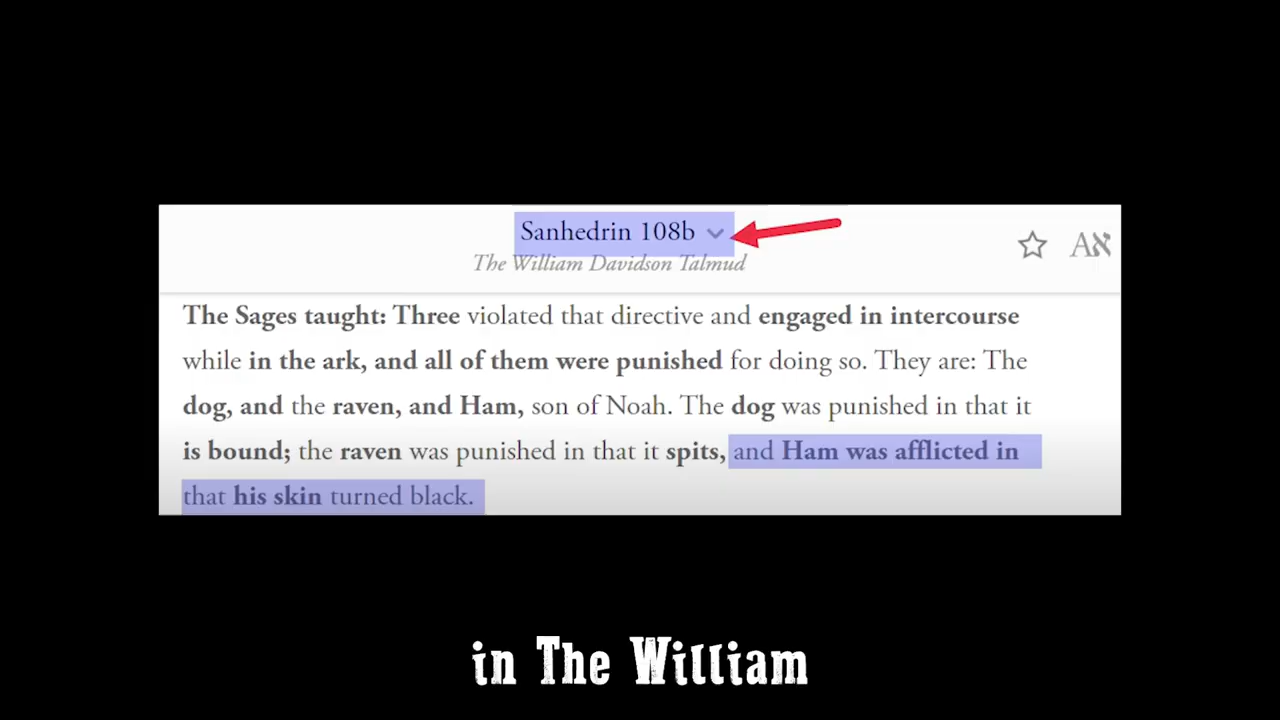 Sanhedrin 108b
The William Davidson Talmud
Aא
The Sages taught: Three violated that directive and engaged in intercourse
while in the ark, and all of them were punished for doing so. They are: The
dog, and the raven, and Ham, son of Noah. The dog was punished in that it
is bound; the raven was punished in that it spits, and Ham was afflicted in
that his skin turned black.
in The William